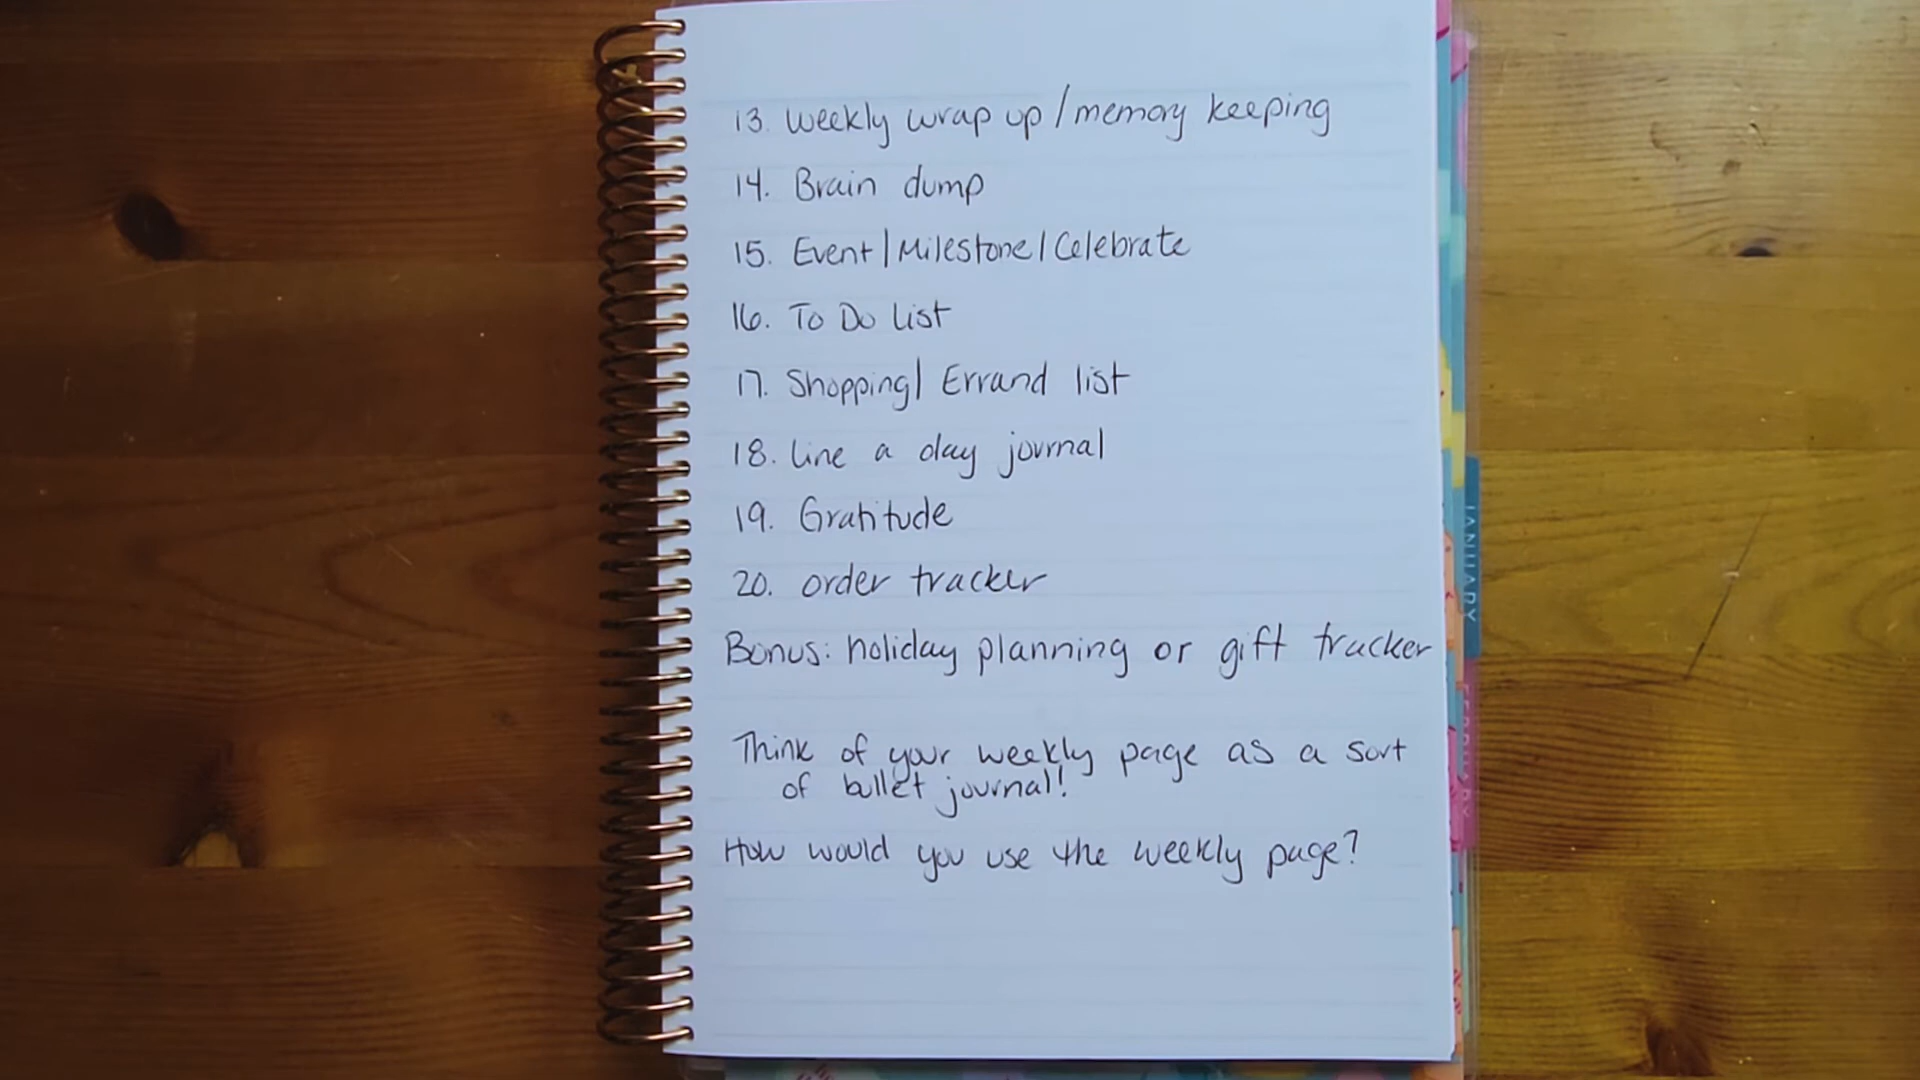 13. Weekly wrap up / memory keeping
14. Brain dump
15. Event | Milestone | Celebrate
16. To Do list
17. Shopping | Errand list
18. Line a day journal
19. Gratitude
20. order tracker
Bonus: holiday planning or gift tracker
Think of your weekly page as a sort
of bullet journal!
How would you use the weekly page?
JANUARY
FEBRUARY